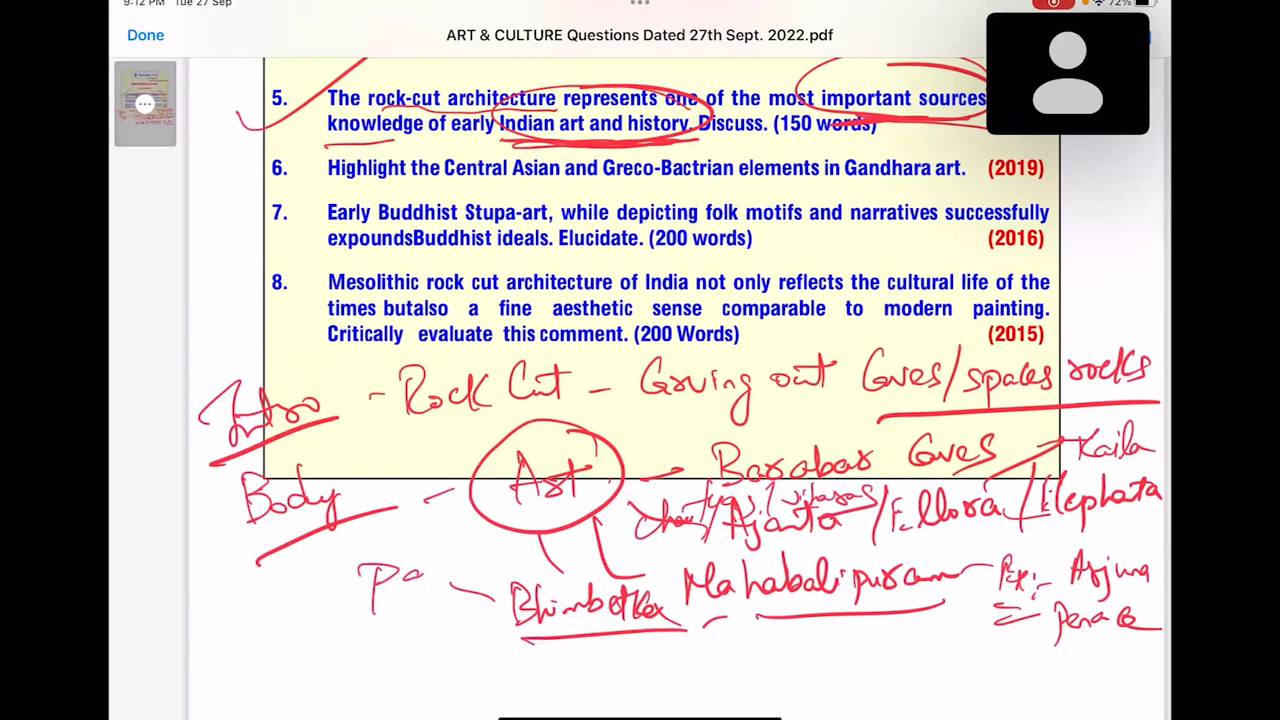 9:12 PM Tue 27 Sep
72%
Done
ART & CULTURE Questions Dated 27th Sept. 2022.pdf
5. The rock-cut architecture represents one of the most important sources
knowledge of early Indian art and history. Discuss. (150 words)
6. Highlight the Central Asian and Greco-Bactrian elements in Gandhara art. (2019)
7. Early Buddhist Stupa-art, while depicting folk motifs and narratives successfully
expoundsBuddhist ideals. Elucidate. (200 words) (2016)
8. Mesolithic rock cut architecture of India not only reflects the cultural life of the
times butalso a fine aesthetic sense comparable to modern painting.
Critically evaluate this comment. (200 Words) (2015)
Intro - Rock Cut - Carving out Caves/spaces rocks
Body - Art - Barabar Caves Kaila
viharas
/ Ajanta / Ellora / Elephata
Bhimbetka Mahabalipuram - Arjuna
Penace